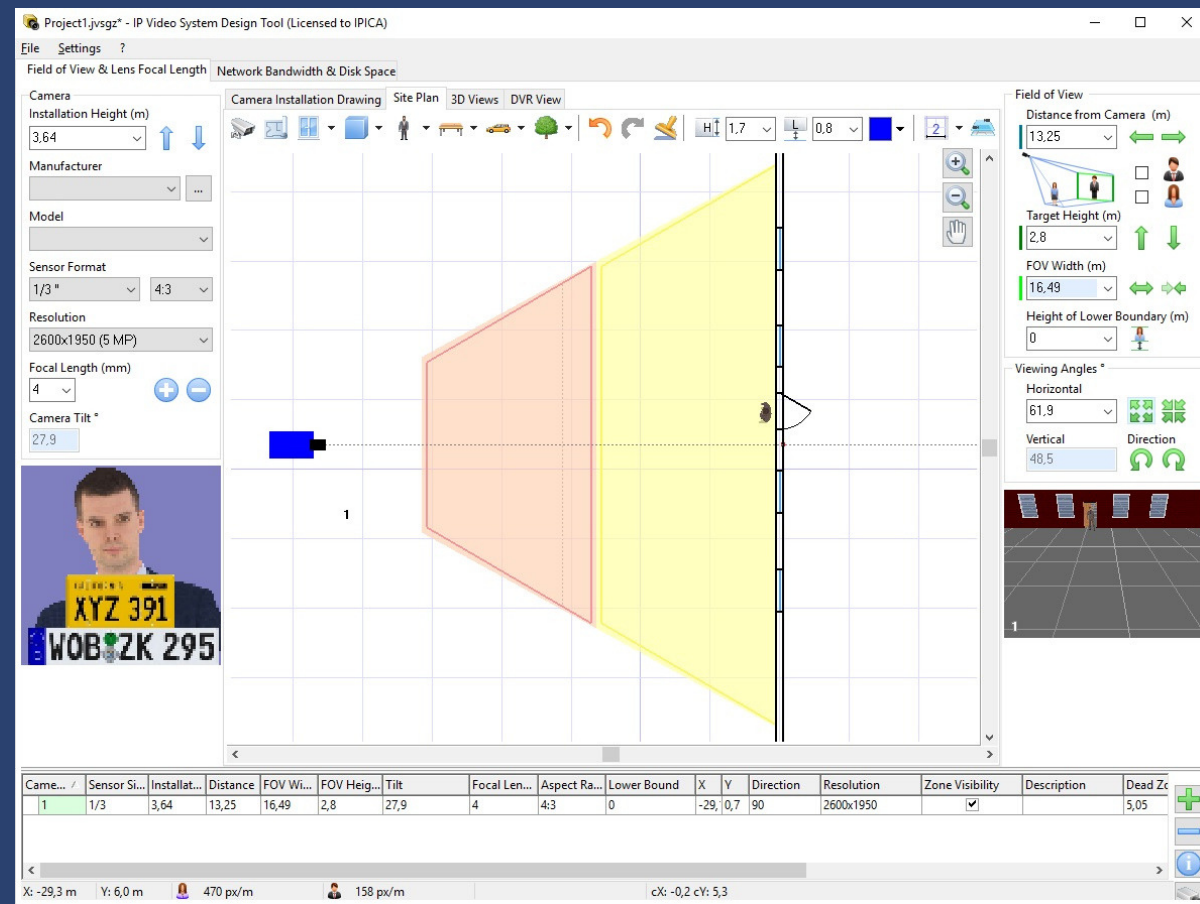 Project1.jvsgz* - IP Video System Design Tool (Licensed to IPICA)
File Settings ?
Field of View & Lens Focal Length Network Bandwidth & Disk Space
Camera
Installation Height (m)
3,64
Manufacturer
...
Model
Sensor Format
1/3 " 4:3
Resolution
2600x1950 (5 MP)
Focal Length (mm)
4
Camera Tilt °
27,9
XYZ 391
WOB ZK 295
Camera Installation Drawing Site Plan 3D Views DVR View
H 1,7 L 0,8 2
1
Field of View
Distance from Camera (m)
13,25
Target Height (m)
2,8
FOV Width (m)
16,49
Height of Lower Boundary (m)
0
Viewing Angles °
Horizontal
61,9
Vertical Direction
48,5
1
Came... Sensor Si... Installat... Distance FOV Wi... FOV Heig... Tilt Focal Len... Aspect Ra... Lower Bound X Y Direction Resolution Zone Visibility Description Dead Zo
1 1/3 3,64 13,25 16,49 2,8 27,9 4 4:3 0 -29, 0,7 90 2600x1950 5,05
X: -29,3 m Y: 6,0 m 470 px/m 158 px/m cX: -0,2 cY: 5,3